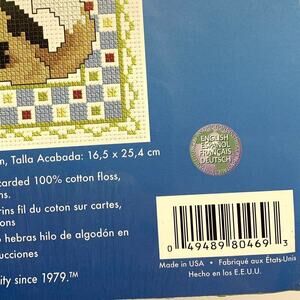 m, Talla Acabada: 16,5 x 25,4 cm
ENGLISH
ESPAÑOL
FRANÇAIS
DEUTSCH
carded 100% cotton floss,
ns.
rins fil du coton sur cartes,
ons
hebras hilo de algodón en
ucciones
ity since 1979.™
0 49489 80469 3
Made in USA • Fabriqué aux États-Unis
Hecho en los E.E.U.U.